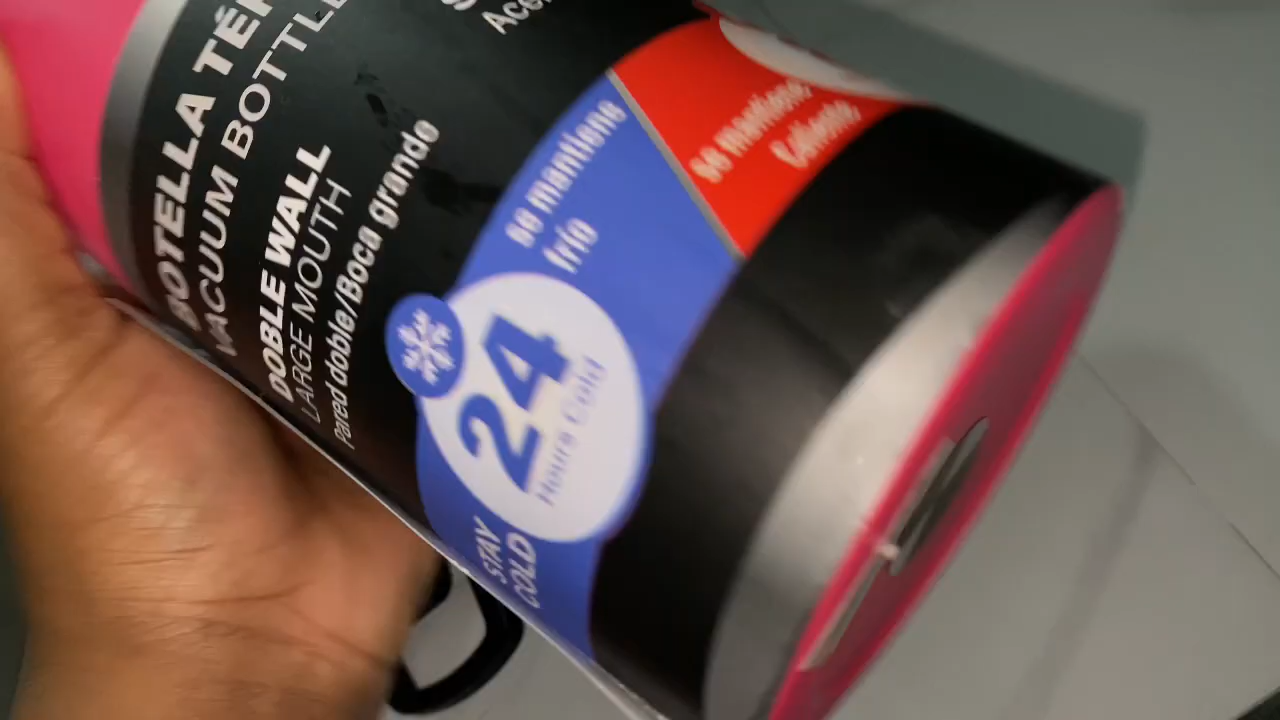 BOTELLA
VACUUM BOTTLE
DOBLE WALL
LARGE MOUTH
Pared doble/Boca grande
Se mantiene
frío
Se mantiene
Caliente
24
Hours Cold
STAY
COLD